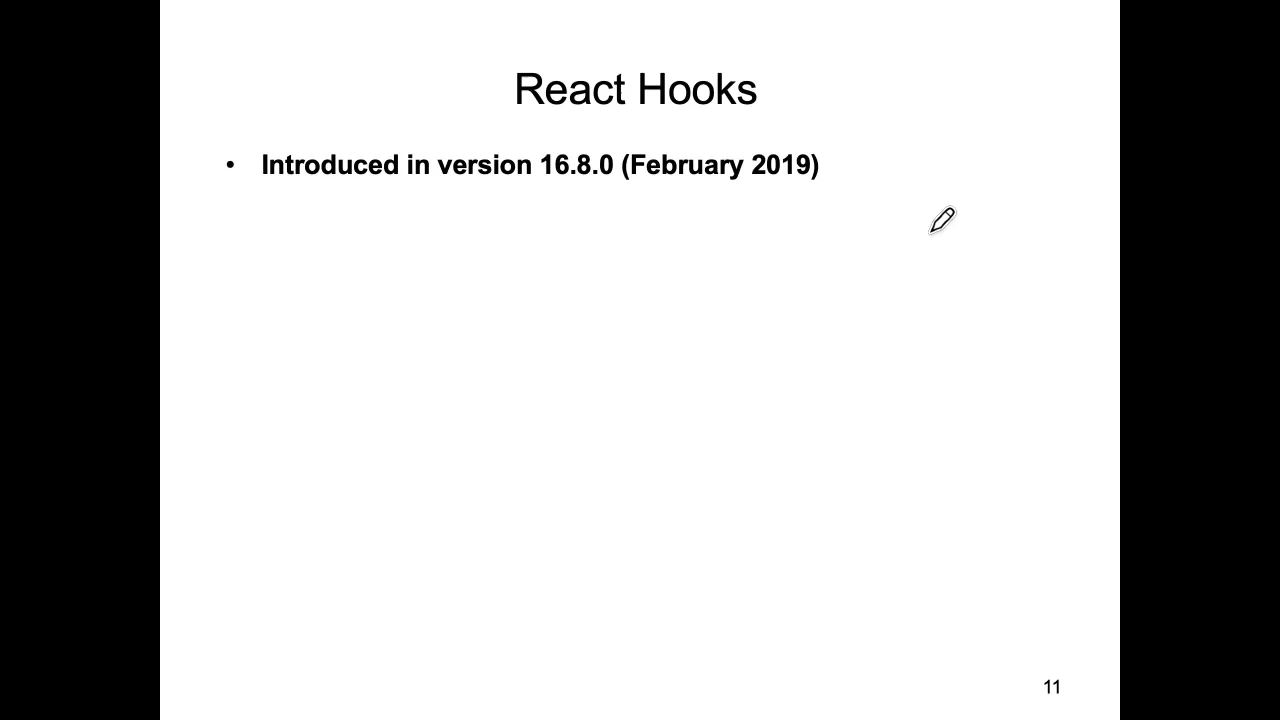 React Hooks
• Introduced in version 16.8.0 (February 2019)
11